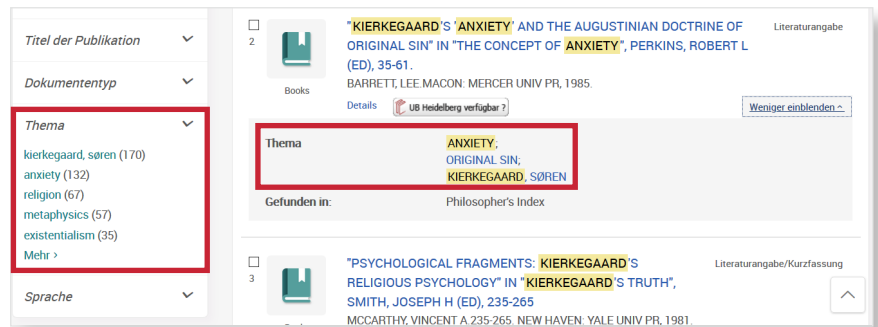 Titel der Publikation
Dokumententyp
Thema
kierkegaard, søren (170)
anxiety (132)
religion (67)
metaphysics (57)
existentialism (35)
Mehr ›
Sprache
2
Books
"KIERKEGAARD'S 'ANXIETY' AND THE AUGUSTINIAN DOCTRINE OF
ORIGINAL SIN" IN "THE CONCEPT OF ANXIETY", PERKINS, ROBERT L
(ED), 35-61.
Literaturangabe
BARRETT, LEE.MACON: MERCER UNIV PR, 1985.
Details
UB Heidelberg verfügbar ?
Weniger einblenden
Thema
ANXIETY;
ORIGINAL SIN;
KIERKEGAARD, SØREN
Gefunden in:
Philosopher's Index
3
"PSYCHOLOGICAL FRAGMENTS: KIERKEGAARD'S
RELIGIOUS PSYCHOLOGY" IN "KIERKEGAARD'S TRUTH",
SMITH, JOSEPH H (ED), 235-265
Literaturangabe/Kurzfassung
MCCARTHY, VINCENT A.235-265. NEW HAVEN: YALE UNIV PR, 1981.